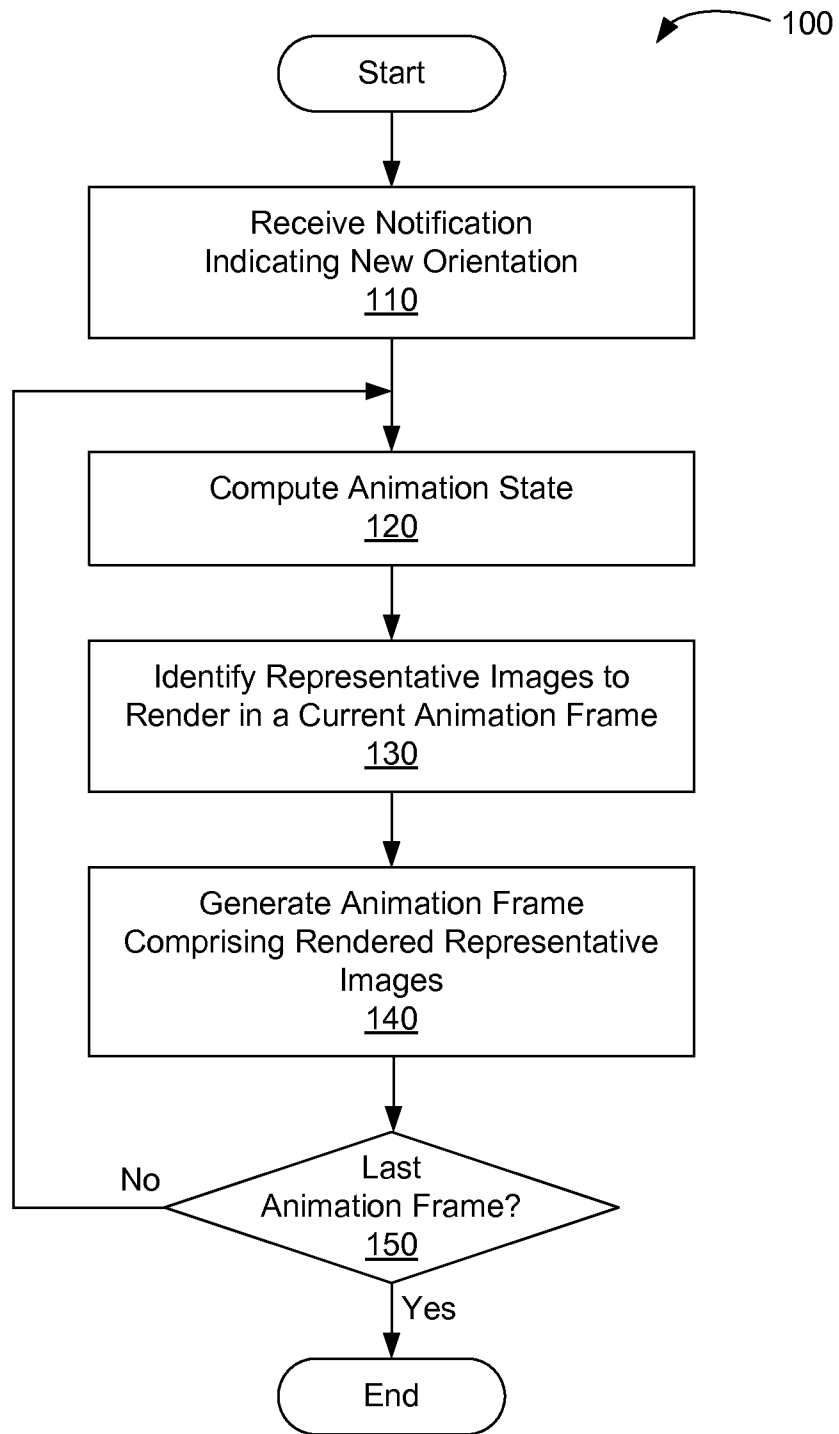 100
Start
Receive Notification
Indicating New Orientation
110
Compute Animation State
120
Identify Representative Images to
Render in a Current Animation Frame
130
Generate Animation Frame
Comprising Rendered Representative
Images
140
Last
Animation Frame?
150
No
Yes
End